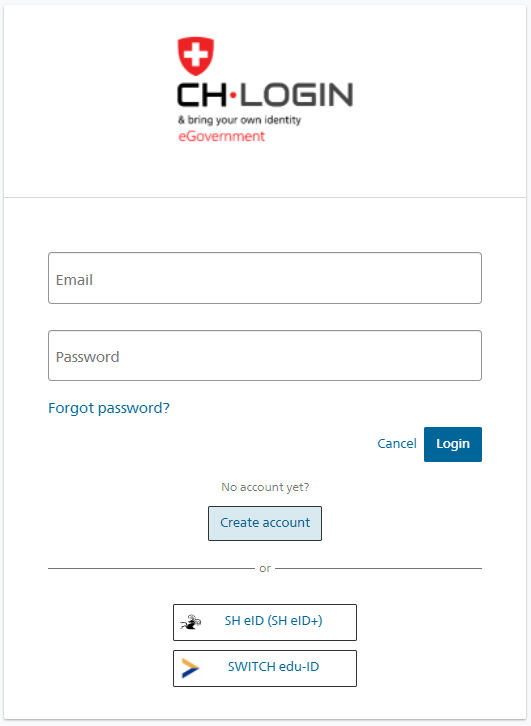 CH·LOGIN
& bring your own identity
eGovernment
Email
Password
Forgot password?
Cancel
Login
No account yet?
Create account
or
SH eID (SH eID+)
SWITCH edu-ID